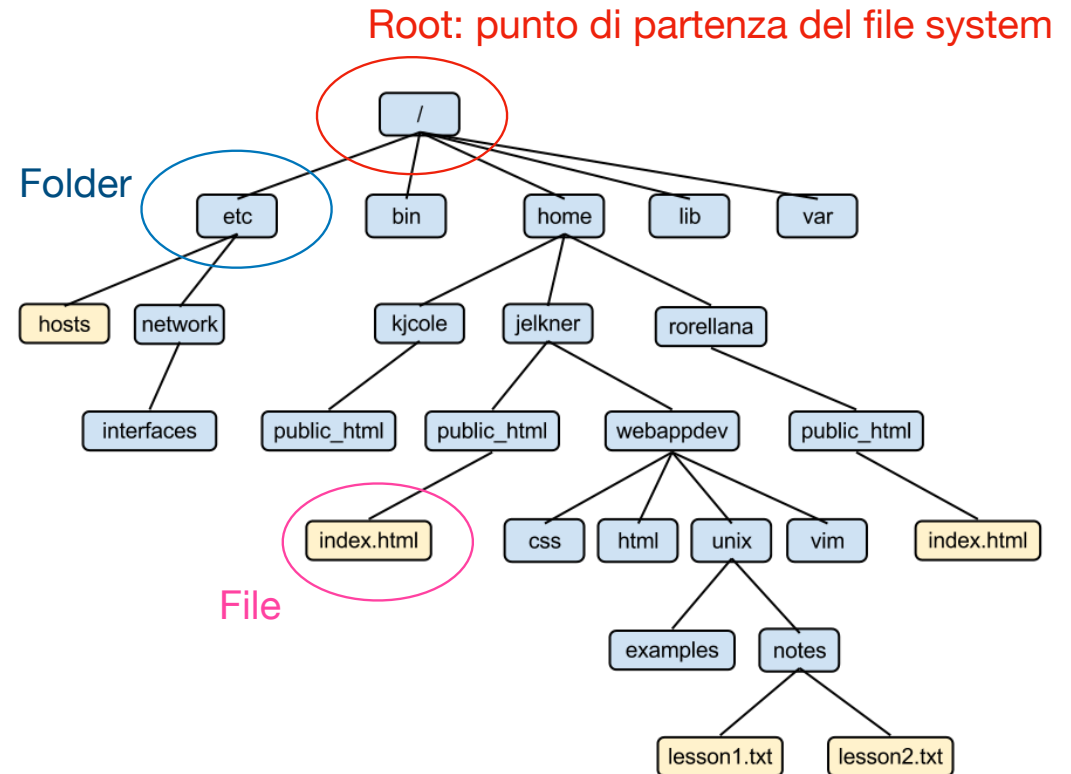 Root: punto di partenza del file system
/
Folder
etc
bin
home
lib
var
hosts
network
kjcole
jelkner
rorellana
interfaces
public_html
public_html
webappdev
public_html
index.html
css
html
unix
vim
index.html
File
examples
notes
lesson1.txt
lesson2.txt